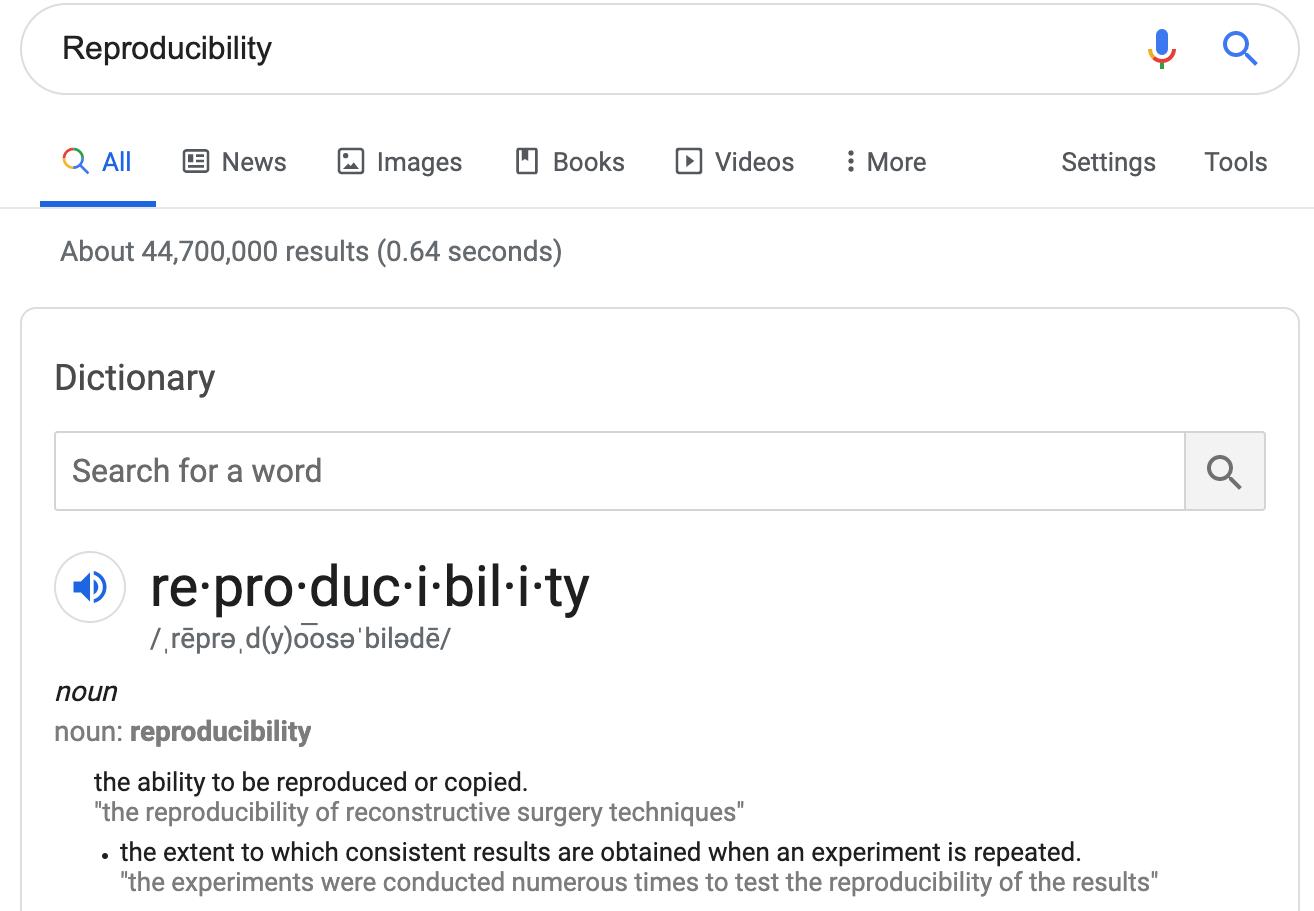 Reproducibility
All News Images Books Videos More Settings Tools
About 44,700,000 results (0.64 seconds)
Dictionary
Search for a word
re·pro·duc·i·bil·i·ty
/ˌrēprəˌd(y)o͞osəˈbilədē/
noun
noun: reproducibility
the ability to be reproduced or copied.
"the reproducibility of reconstructive surgery techniques"
• the extent to which consistent results are obtained when an experiment is repeated.
"the experiments were conducted numerous times to test the reproducibility of the results"